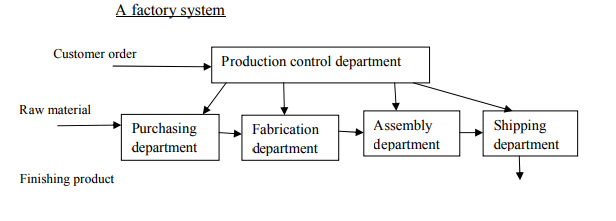 A factory system
Customer order
Production control department
Raw material
Purchasing
department
Fabrication
department
Assembly
department
Shipping
department
Finishing product